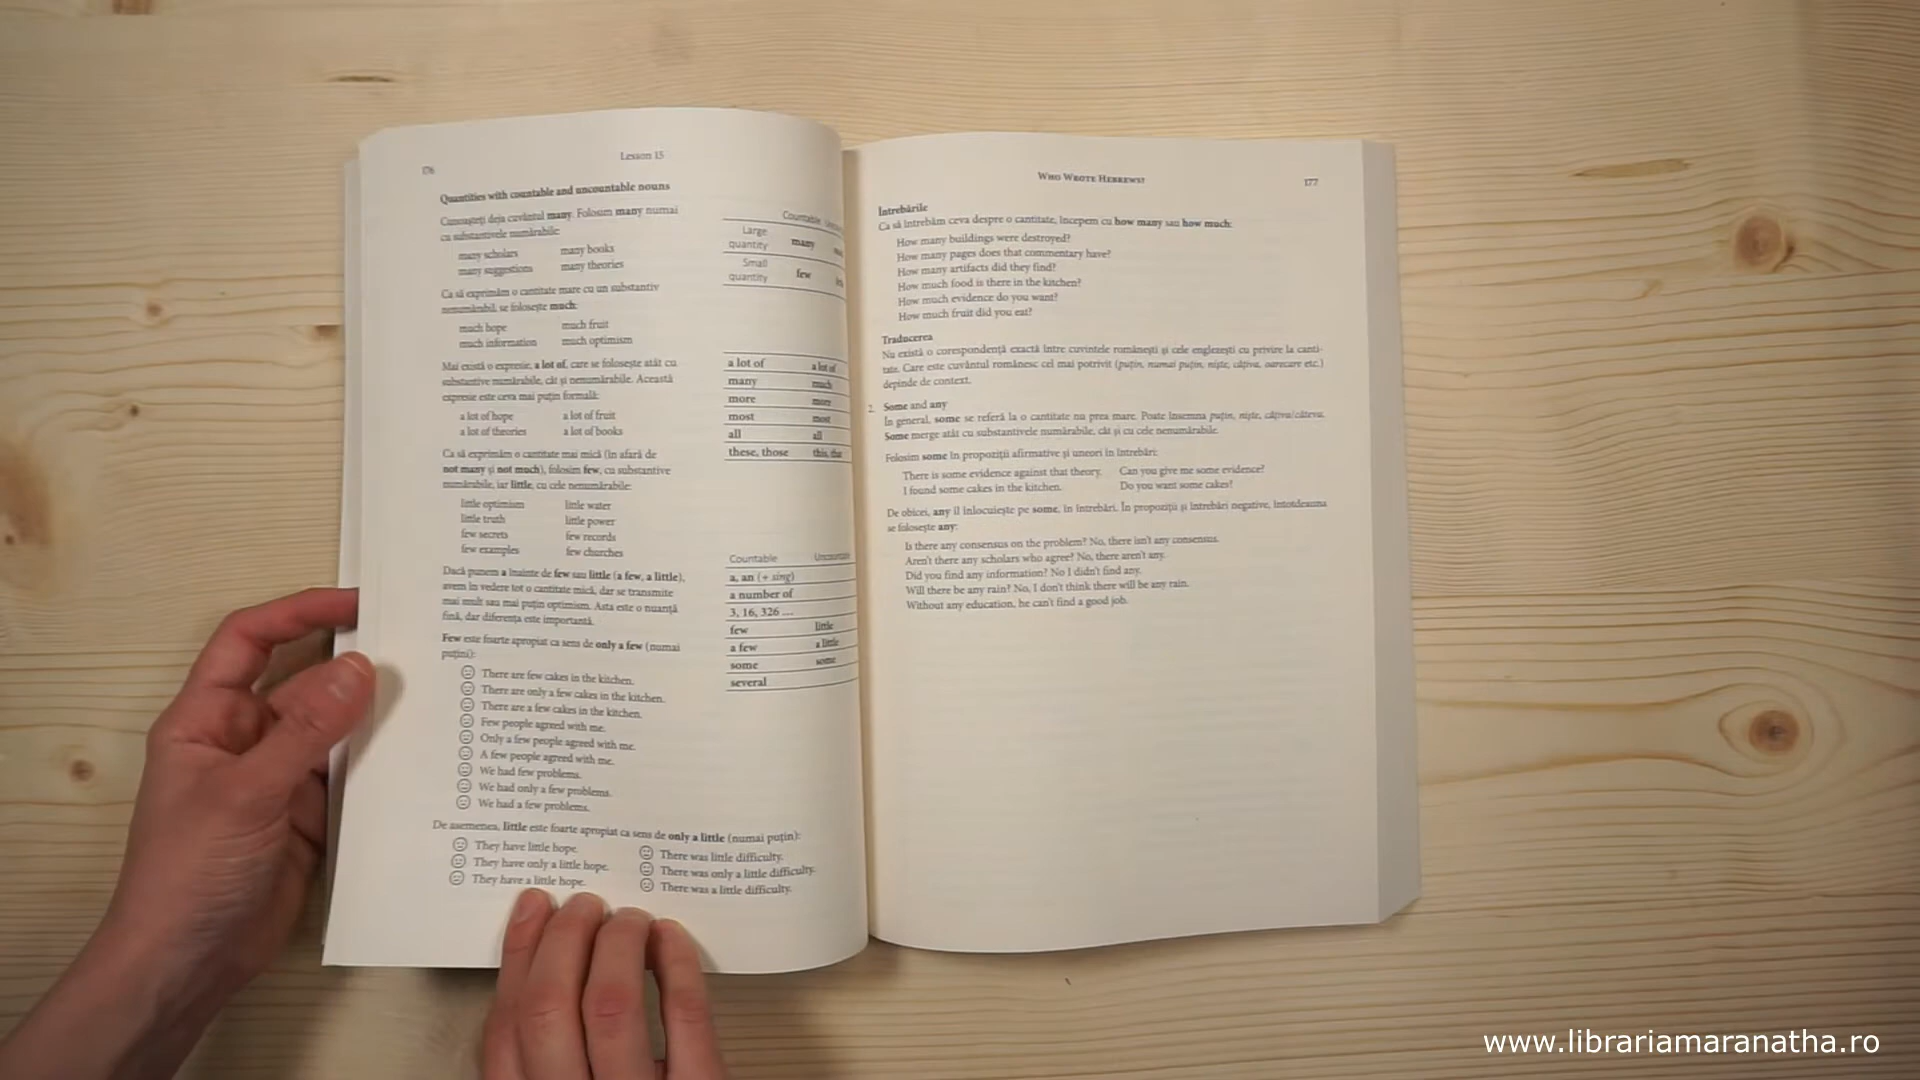 176
Lesson 15
Quantities with countable and uncountable nouns
Cunoașteți deja cuvântul many. Folosim many numai
cu substantivele numărabile:
many scholars many books
many suggestions many theories
Ca să exprimăm o cantitate mare cu un substantiv
nenumărabil, se folosește much:
much hope much fruit
much information much optimism
Mai există o expresie, a lot of, care se folosește atât cu
substantive numărabile, cât și nenumărabile. Această
expresie este ceva mai puțin formală:
a lot of hope a lot of fruit
a lot of theories a lot of books
Ca să exprimăm o cantitate mai mică (în afară de
not many și not much), folosim few, cu substantive
numărabile, iar little, cu cele nenumărabile:
little optimism little water
little truth little power
few secrets few records
few examples few churches
Dacă punem a înainte de few sau little (a few, a little),
avem în vedere tot o cantitate mică, dar se transmite
mai mult sau mai puțin optimism. Asta este o nuanță
fină, dar diferența este importantă.
Few este foarte apropiat ca sens de only a few (numai
puțini):
There are few cakes in the kitchen.
There are only a few cakes in the kitchen.
There are a few cakes in the kitchen.
Few people agreed with me.
Only a few people agreed with me.
A few people agreed with me.
We had few problems.
We had only a few problems.
We had a few problems.
De asemenea, little este foarte apropiat ca sens de only a little (numai puțin):
They have little hope. There was little difficulty.
They have only a little hope. There was only a little difficulty.
They have a little hope. There was a little difficulty.
Countable
Large
quantity many
Small
quantity few
a lot of a lot of
many much
more more
most most
all all
these, those this, that
Countable
a, an (+ sing)
a number of
3, 16, 326 ...
few little
a few a little
some some
several
WHO WROTE HEBREWS?
177
Întrebările
Ca să întrebăm ceva despre o cantitate, începem cu how many sau how much:
How many buildings were destroyed?
How many pages does that commentary have?
How many artifacts did they find?
How much food is there in the kitchen?
How much evidence do you want?
How much fruit did you eat?
Traducerea
Nu există o corespondență exactă între cuvintele românești și cele englezești cu privire la canti-
tate. Care este cuvântul românesc cel mai potrivit (puțin, numai puțin, niște, câțiva, oarecare etc.)
depinde de context.
2. Some and any
În general, some se referă la o cantitate nu prea mare. Poate însemna puțin, niște, câțiva/câteva.
Some merge atât cu substantivele numărabile, cât și cu cele nenumărabile.
Folosim some în propoziții afirmative și uneori în întrebări:
There is some evidence against that theory. Can you give me some evidence?
I found some cakes in the kitchen. Do you want some cakes?
De obicei, any îl înlocuiește pe some, în întrebări. În propoziții și întrebări negative, întotdeauna
se folosește any:
Is there any consensus on the problem? No, there isn't any consensus.
Aren't there any scholars who agree? No, there aren't any.
Did you find any information? No I didn't find any.
Will there be any rain? No, I don't think there will be any rain.
Without any education, he can't find a good job.
www.librariamaranatha.ro